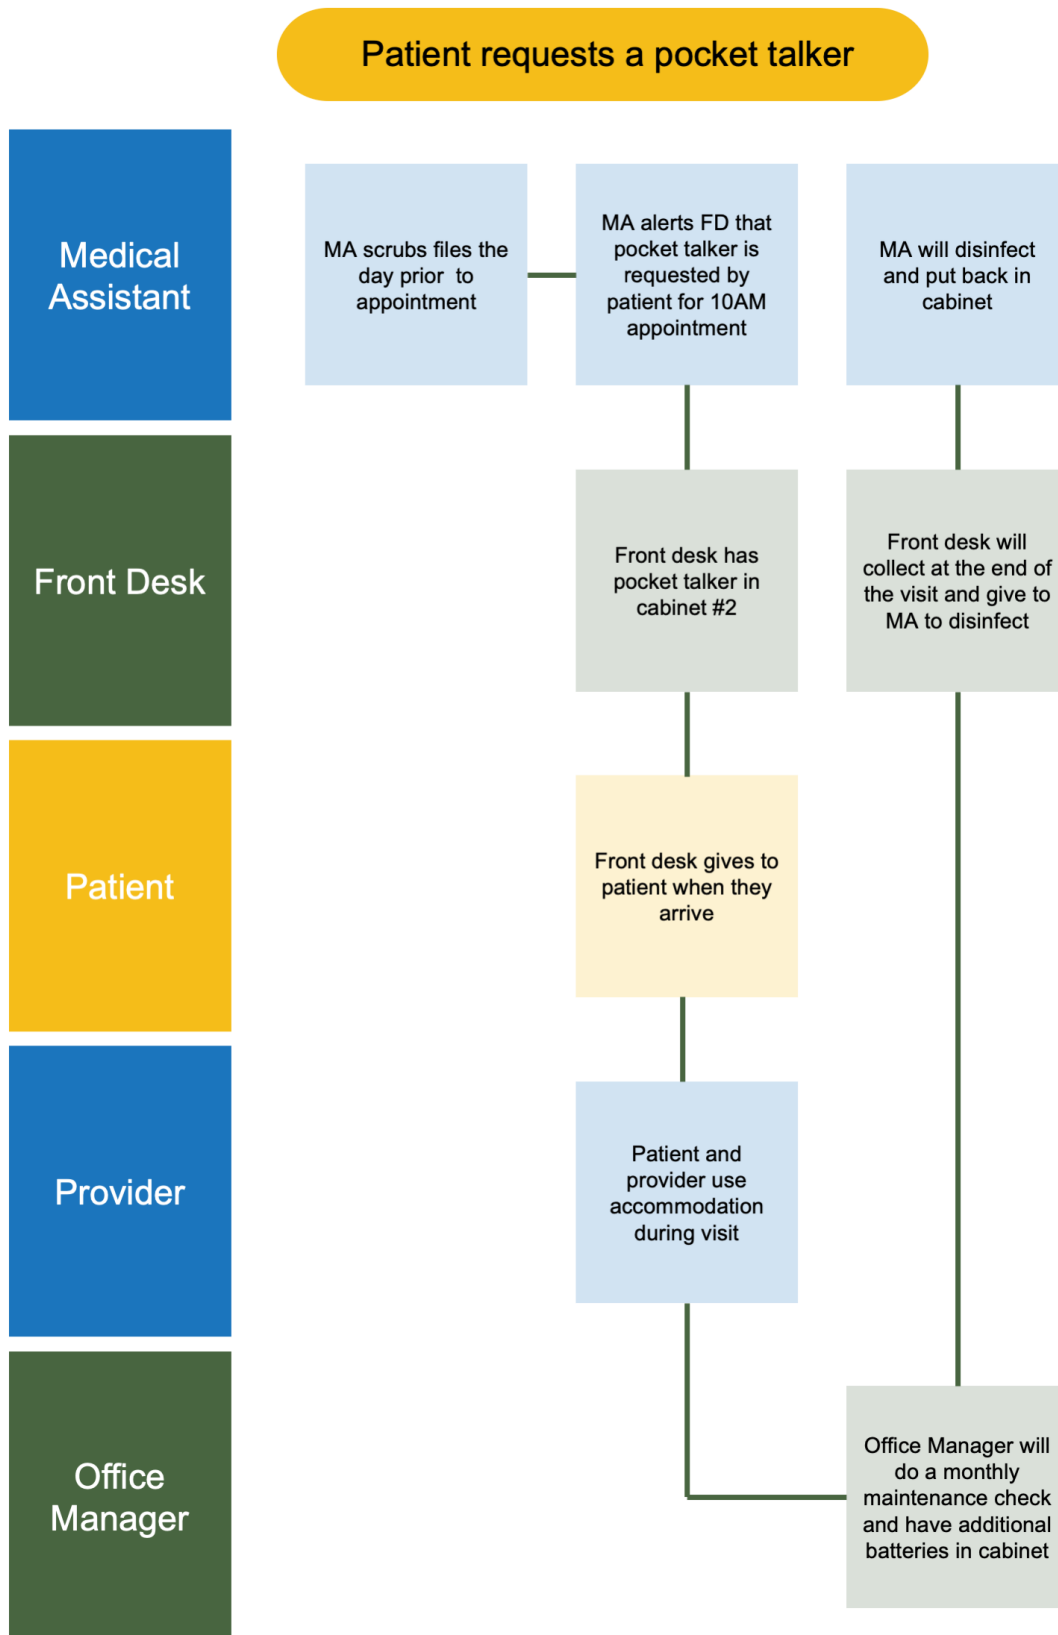 Patient requests a pocket talker
Medical
Assistant
MA scrubs files the
day prior to
appointment
MA alerts FD that
pocket talker is
requested by
patient for 10AM
appointment
MA will disinfect
and put back in
cabinet
Front Desk
Front desk has
pocket talker in
cabinet #2
Front desk will
collect at the end of
the visit and give to
MA to disinfect
Patient
Front desk gives to
patient when they
arrive
Provider
Patient and
provider use
accommodation
during visit
Office
Manager
Office Manager will
do a monthly
maintenance check
and have additional
batteries in cabinet